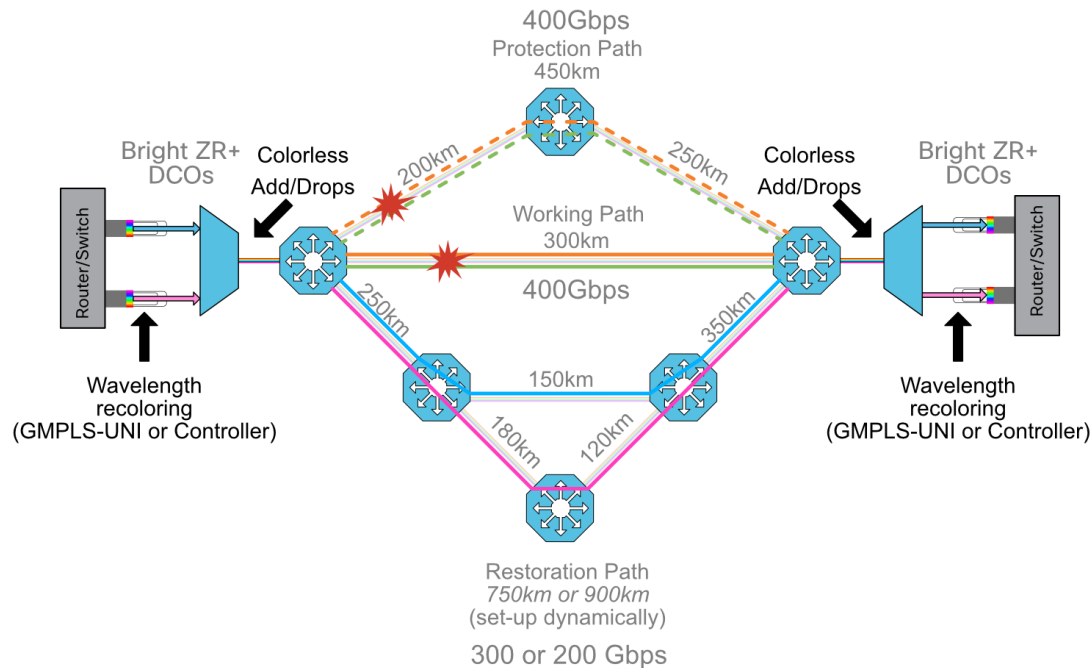 400Gbps
Protection Path
450km
Bright ZR+
DCOs
Colorless
Add/Drops
200km
250km
Colorless
Add/Drops
Bright ZR+
DCOs
Router/Switch
Working Path
300km
400Gbps
Router/Switch
250km
350km
150km
Wavelength
recoloring
(GMPLS-UNI or Controller)
180km
120km
Wavelength
recoloring
(GMPLS-UNI or Controller)
Restoration Path
750km or 900km
(set-up dynamically)
300 or 200 Gbps